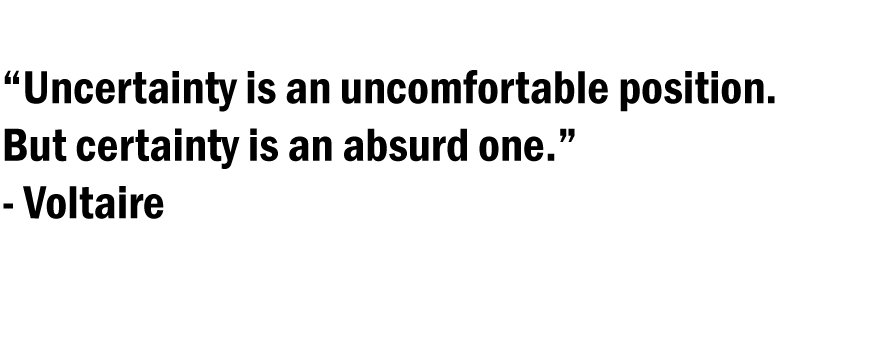 “Uncertainty is an uncomfortable position.
But certainty is an absurd one.”
- Voltaire